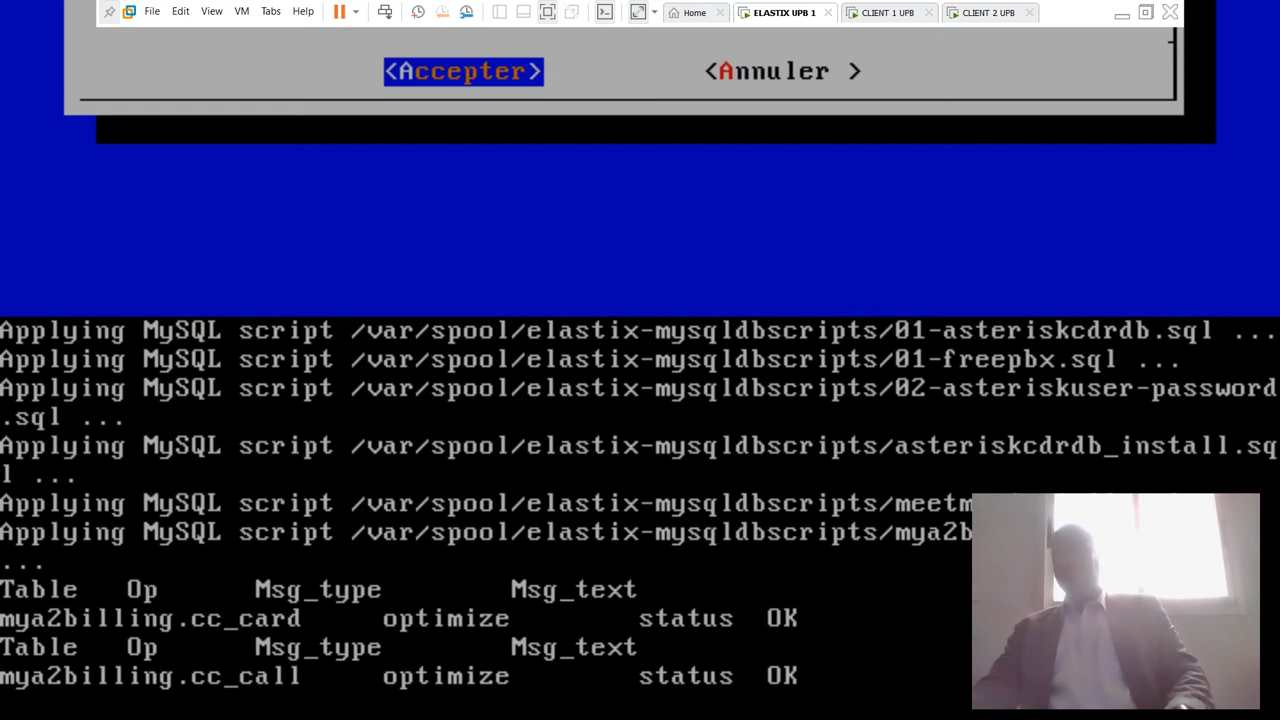 File Edit View VM Tabs Help Home ELASTIX UPB 1 CLIENT 1 UPB CLIENT 2 UPB
<Accepter> <Annuler >
Applying MySQL script /var/spool/elastix-mysqldbscripts/01-asteriskcdrdb.sql ...
Applying MySQL script /var/spool/elastix-mysqldbscripts/01-freepbx.sql ...
Applying MySQL script /var/spool/elastix-mysqldbscripts/02-asteriskuser-password
.sql ...
Applying MySQL script /var/spool/elastix-mysqldbscripts/asteriskcdrdb_install.sq
l ...
Applying MySQL script /var/spool/elastix-mysqldbscripts/meetm
Applying MySQL script /var/spool/elastix-mysqldbscripts/mya2b
...
Table Op Msg_type Msg_text
mya2billing.cc_card optimize status OK
Table Op Msg_type Msg_text
mya2billing.cc_call optimize status OK